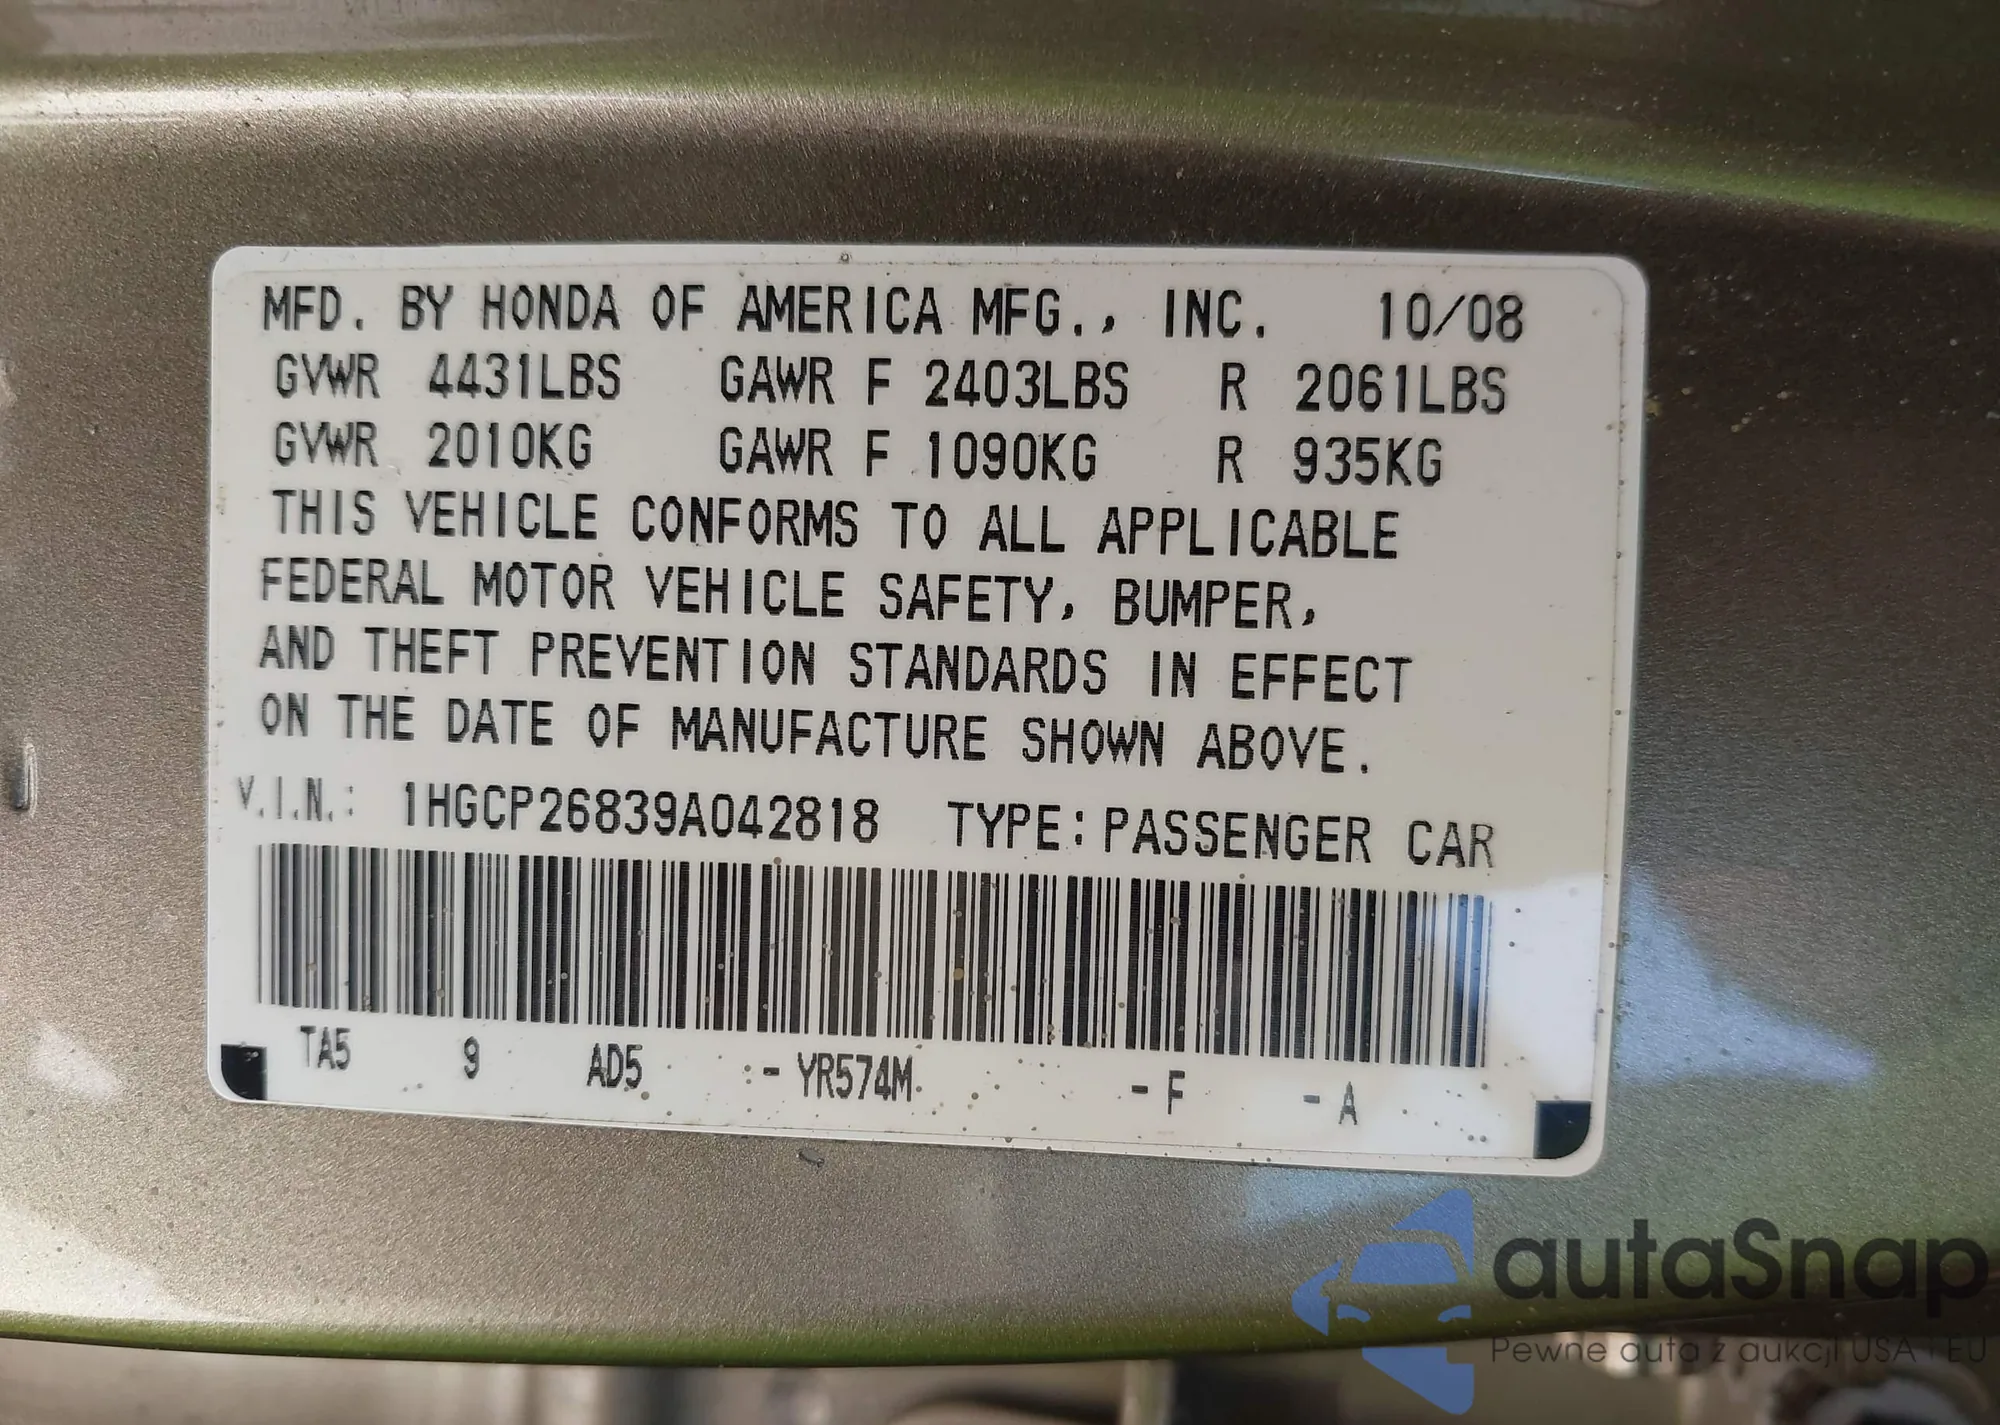 MFD. BY HONDA OF AMERICA MFG., INC. 10/08
GVWR 4431LBS GAWR F 2403LBS R 2061LBS
GVWR 2010KG GAWR F 1090KG R 935KG
THIS VEHICLE CONFORMS TO ALL APPLICABLE
FEDERAL MOTOR VEHICLE SAFETY, BUMPER,
AND THEFT PREVENTION STANDARDS IN EFFECT
ON THE DATE OF MANUFACTURE SHOWN ABOVE.
V.I.N.: 1HGCP26839A042818 TYPE: PASSENGER CAR
TA5 9 AD5 - YR574M - F - A
autaSnap
Pewne auta z aukcji USA i EU